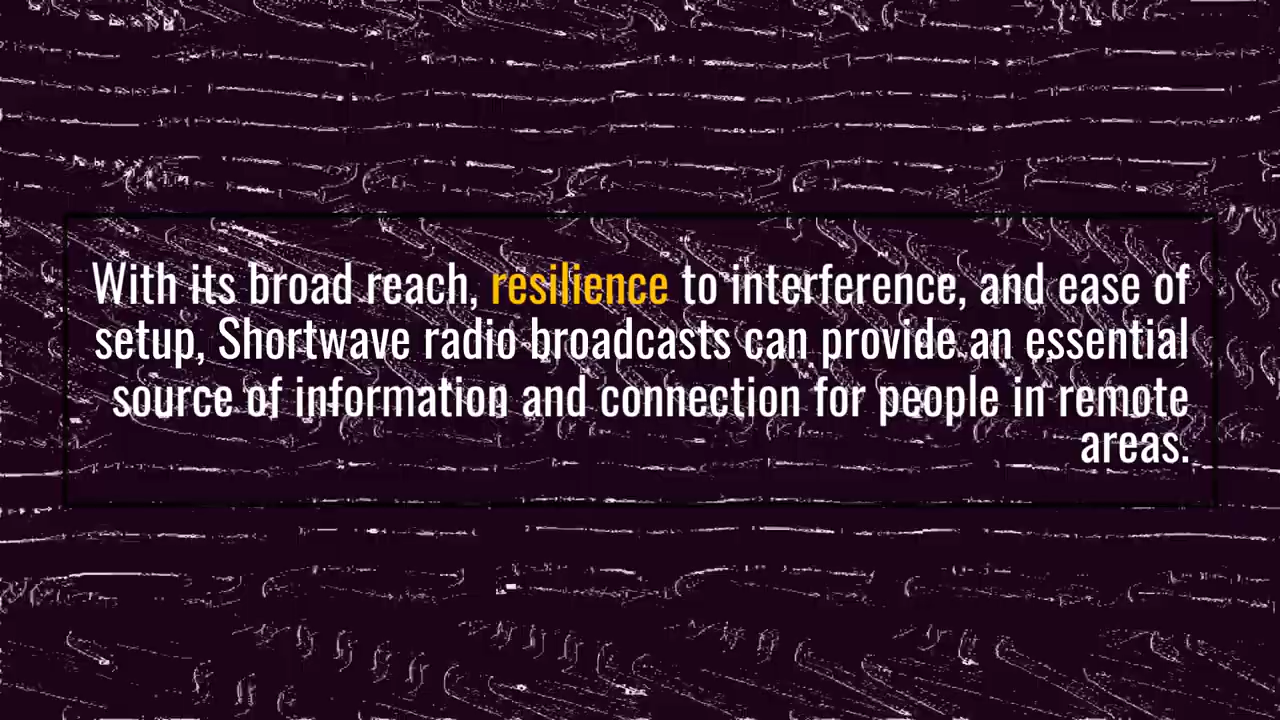 With its broad reach, resilience to interference, and ease of
setup, Shortwave radio broadcasts can provide an essential
source of information and connection for people in remote
areas.